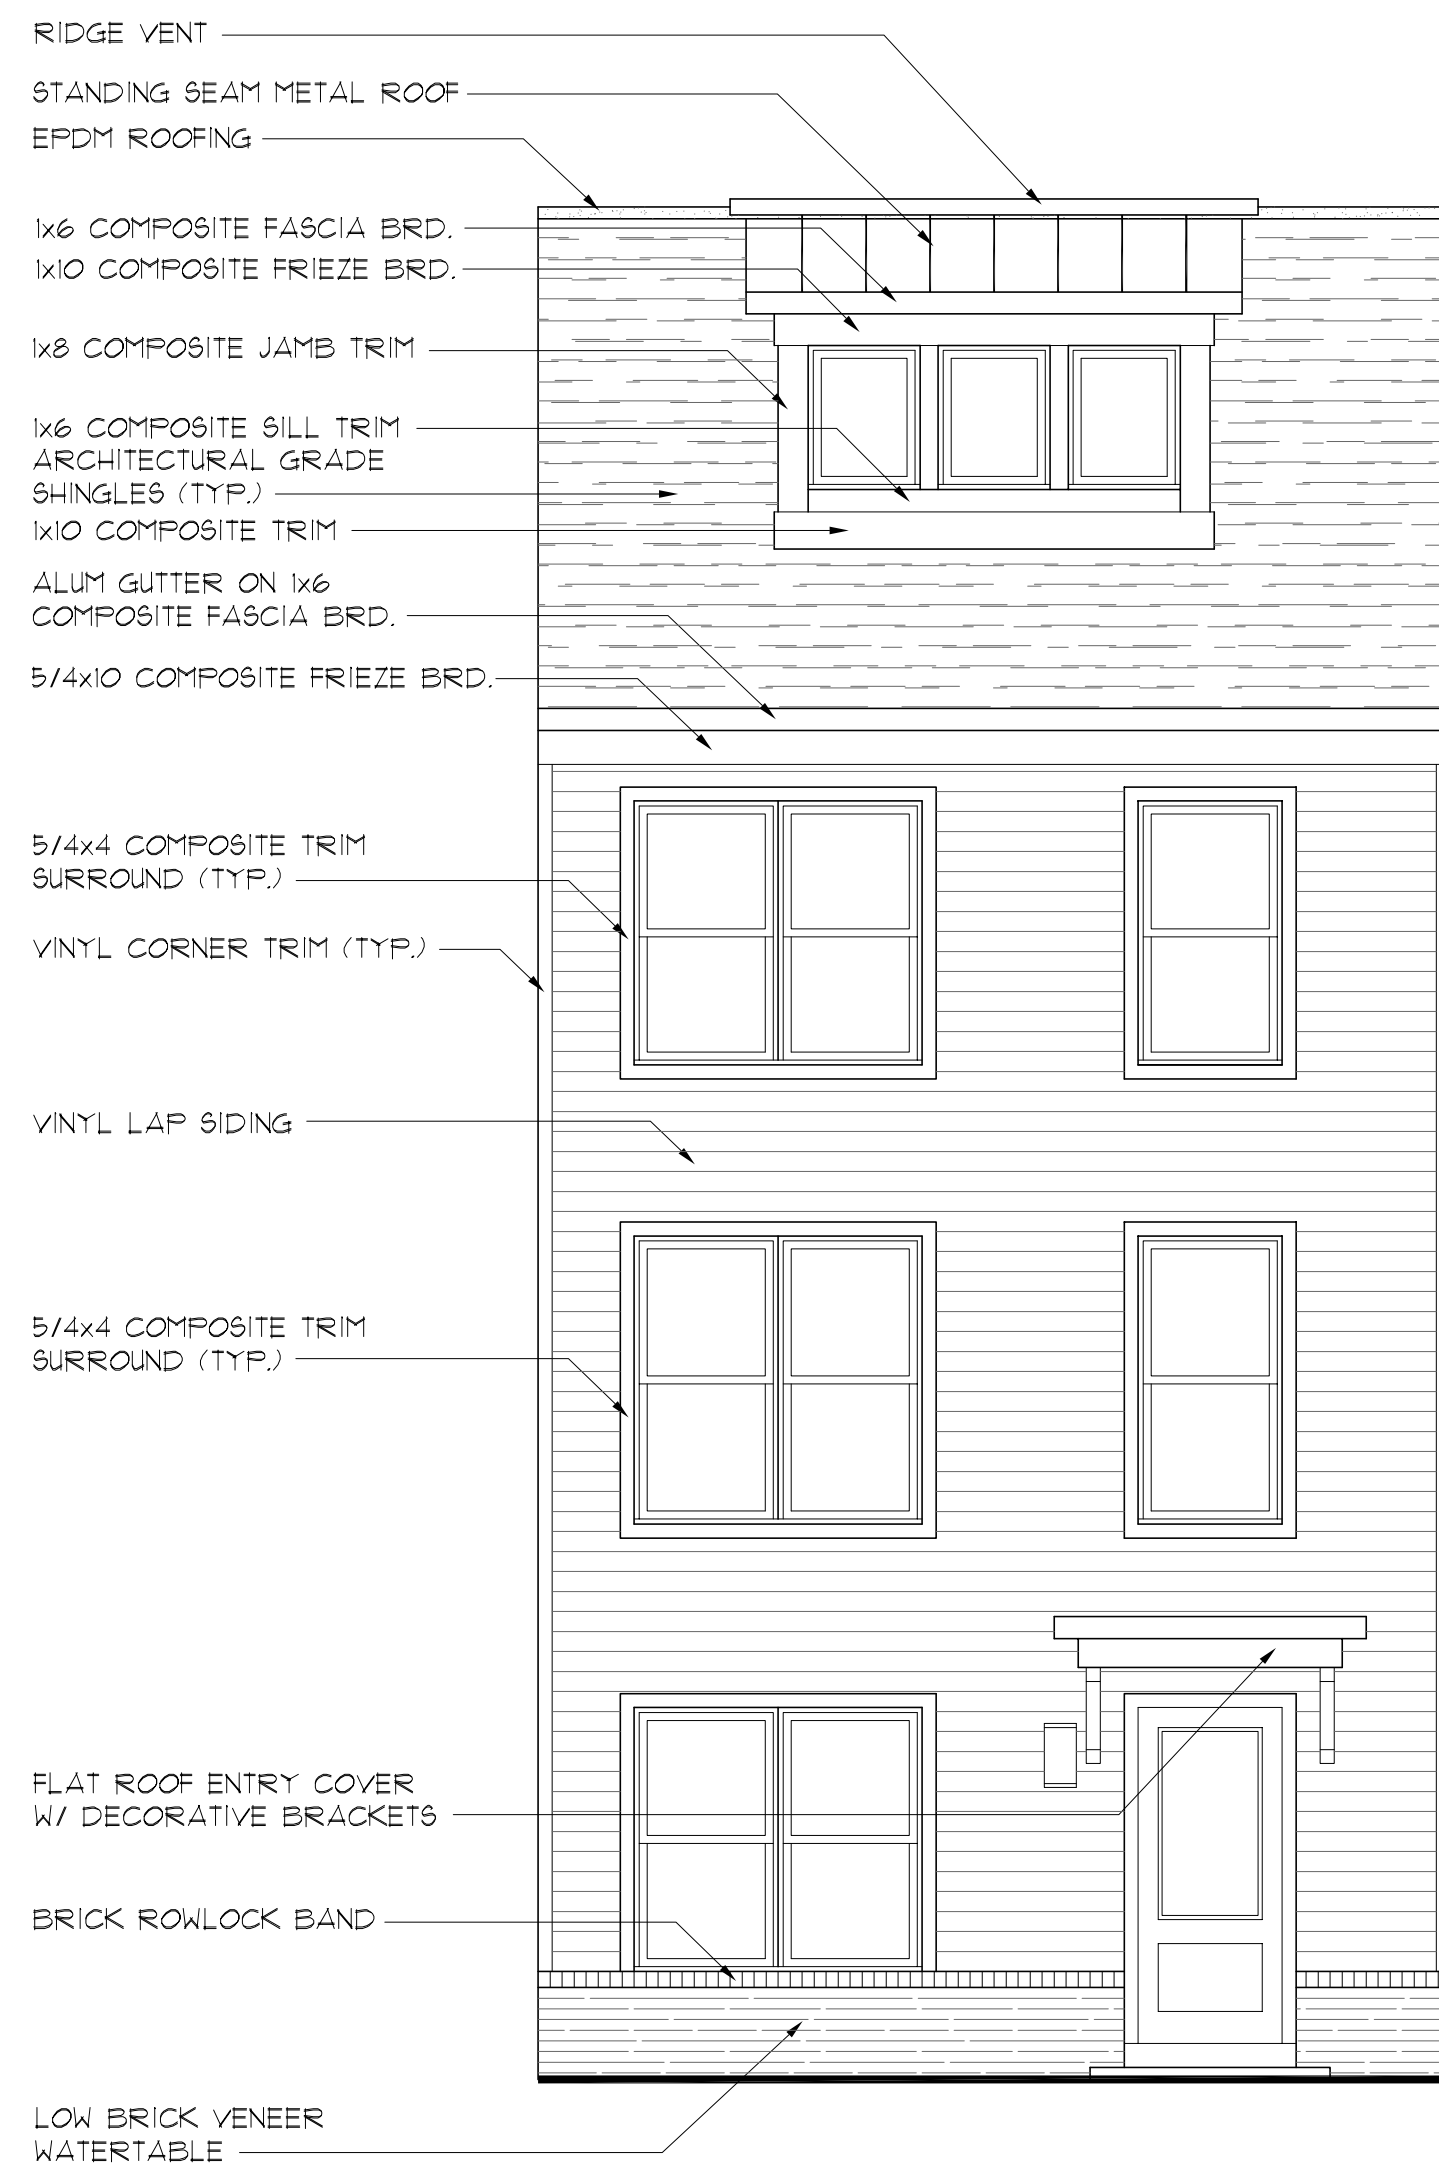 RIDGE VENT
STANDING SEAM METAL ROOF
EPDM ROOFING
1x6 COMPOSITE FASCIA BRD.
1x10 COMPOSITE FRIEZE BRD.
1x8 COMPOSITE JAMB TRIM
1x6 COMPOSITE SILL TRIM
ARCHITECTURAL GRADE
SHINGLES (TYP.)
1x10 COMPOSITE TRIM
ALUM GUTTER ON 1x6
COMPOSITE FASCIA BRD.
5/4x10 COMPOSITE FRIEZE BRD.
5/4x4 COMPOSITE TRIM
SURROUND (TYP.)
VINYL CORNER TRIM (TYP.)
VINYL LAP SIDING
5/4x4 COMPOSITE TRIM
SURROUND (TYP.)
FLAT ROOF ENTRY COVER
W/ DECORATIVE BRACKETS
BRICK ROWLOCK BAND
LOW BRICK VENEER
WATERTABLE